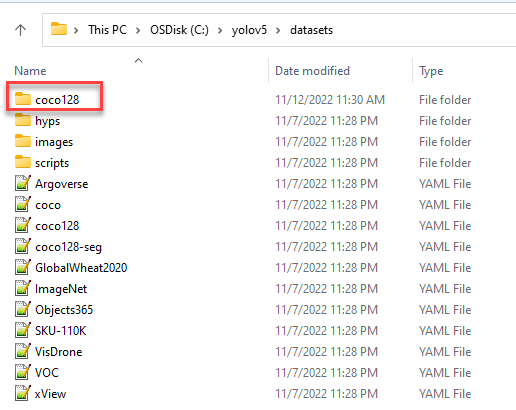 This PC > OSDisk (C:) > yolov5 > datasets
Name Date modified Type
coco128 11/12/2022 11:30 AM File folder
hyps 11/7/2022 11:28 PM File folder
images 11/7/2022 11:28 PM File folder
scripts 11/7/2022 11:28 PM File folder
Argoverse 11/7/2022 11:28 PM YAML File
coco 11/7/2022 11:28 PM YAML File
coco128 11/7/2022 11:28 PM YAML File
coco128-seg 11/7/2022 11:28 PM YAML File
GlobalWheat2020 11/7/2022 11:28 PM YAML File
ImageNet 11/7/2022 11:28 PM YAML File
Objects365 11/7/2022 11:28 PM YAML File
SKU-110K 11/7/2022 11:28 PM YAML File
VisDrone 11/7/2022 11:28 PM YAML File
VOC 11/7/2022 11:28 PM YAML File
xView 11/7/2022 11:28 PM YAML File